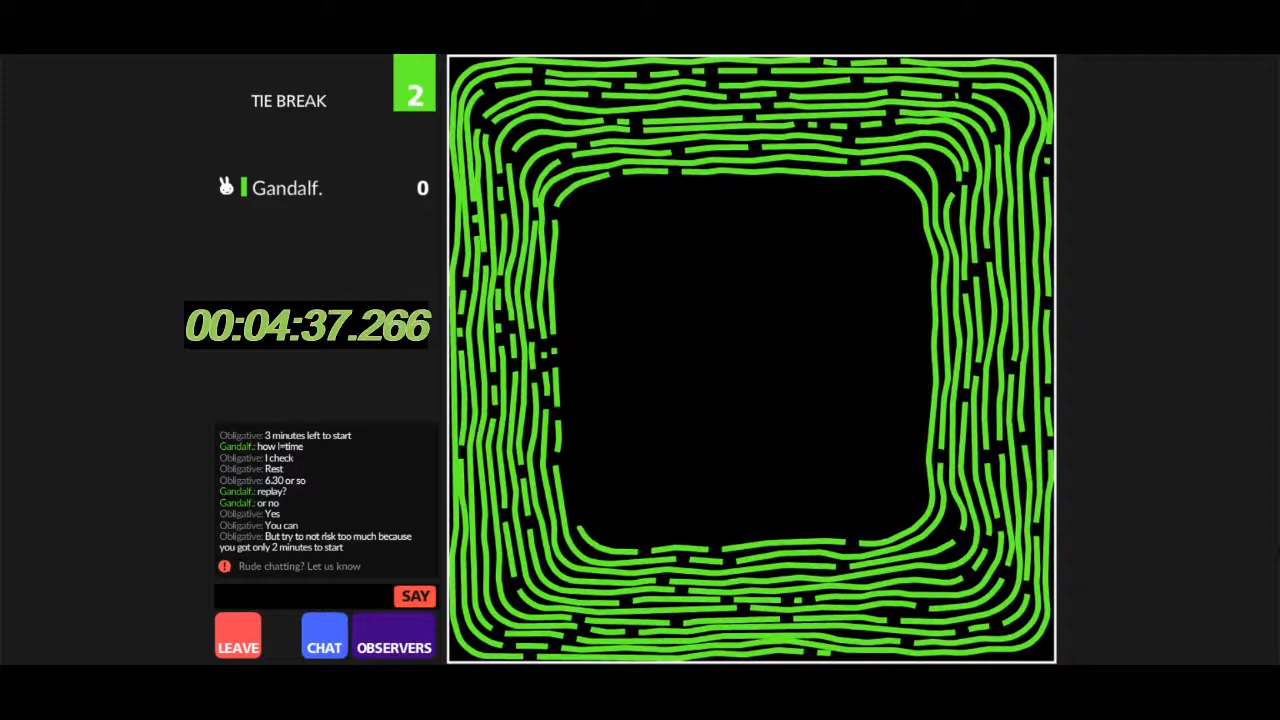 TIE BREAK
2
Gandalf.
0
00:04:37.266
Obligative: 3 minutes left to start
Gandalf.: how l=time
Obligative: I check
Obligative: Rest
Obligative: 6.30 or so
Gandalf.: replay?
Gandalf.: or no
Obligative: Yes
Obligative: You can
Obligative: But try to not risk too much because
you got only 2 minutes to start
! Rude chatting? Let us know
SAY
LEAVE
CHAT
OBSERVERS